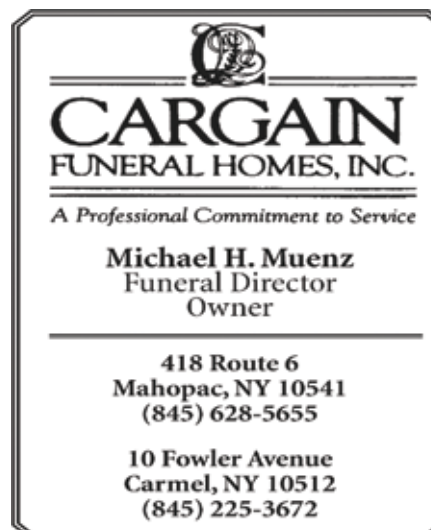 CARGAIN
FUNERAL HOMES, INC.
A Professional Commitment to Service
Michael H. Muenz
Funeral Director
Owner
418 Route 6
Mahopac, NY 10541
(845) 628-5655
10 Fowler Avenue
Carmel, NY 10512
(845) 225-3672